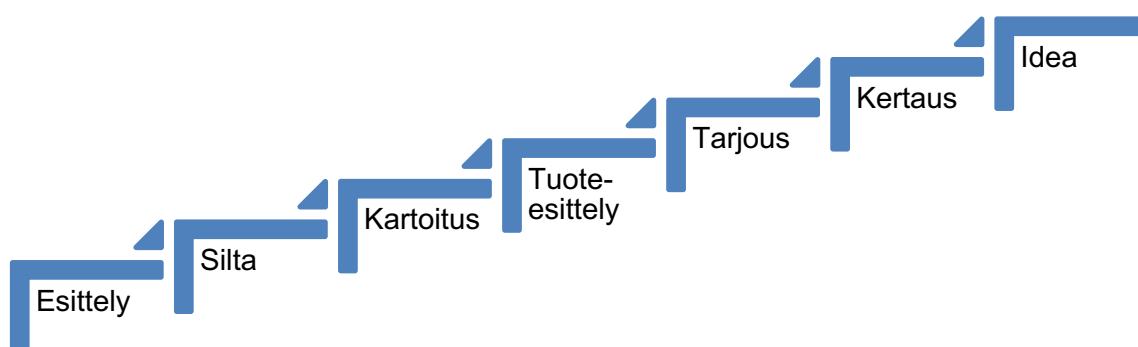 Esittely
Silta
Kartoitus
Tuote-
esittely
Tarjous
Kertaus
Idea